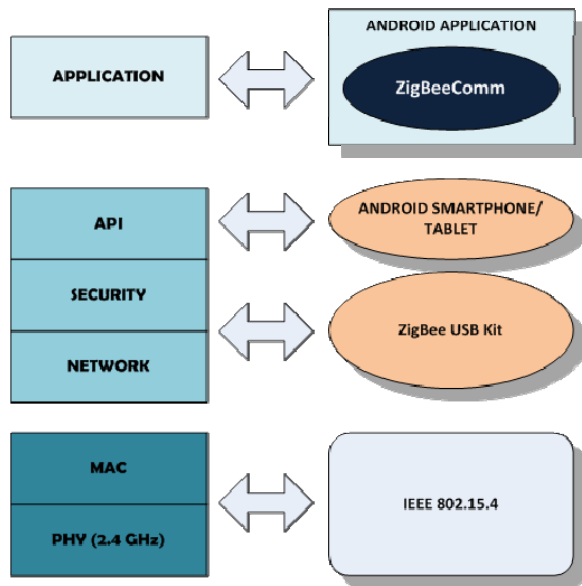 APPLICATION
ANDROID APPLICATION
ZigBeeComm
API
ANDROID SMARTPHONE/
TABLET
SECURITY
NETWORK
ZigBee USB Kit
MAC
PHY (2.4 GHz)
IEEE 802.15.4